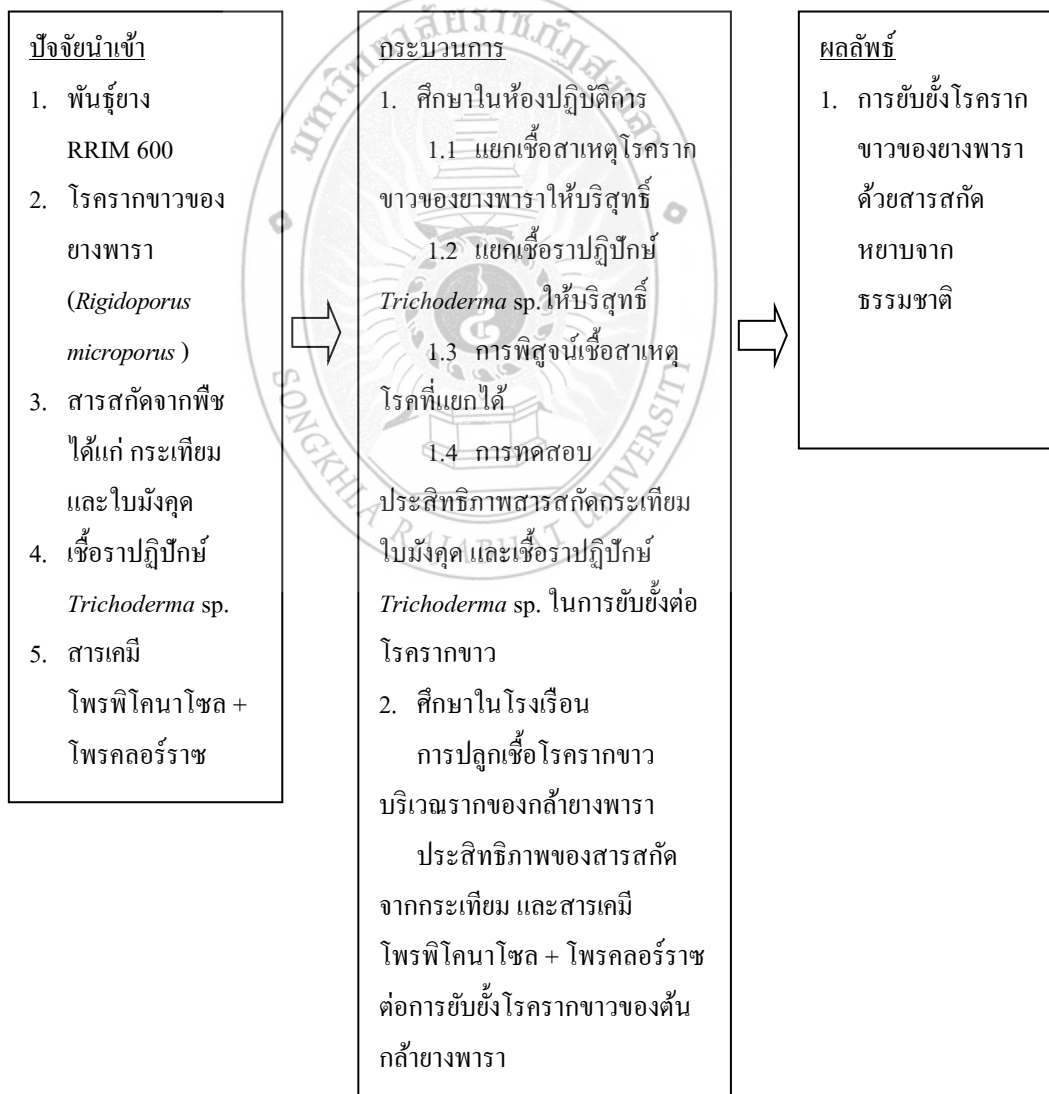 ปัจจัยนำเข้า
1. พันธุ์ยาง
RRIM 600
2. โรครากขาวของ
ยางพารา
(Rigidoporus
microporus )
3. สารสกัดจากพืช
ได้แก่ กระเทียม
และใบมังคุด
4. เชื้อราปฏิปักษ์
Trichoderma sp.
5. สารเคมี
โพรพิโคนาโซล +
โพรคลอร์ราซ
กระบวนการ
1. ศึกษาในห้องปฏิบัติการ
1.1 แยกเชื้อสาเหตุโรคราก
ขาวของยางพาราให้บริสุทธิ์
1.2 แยกเชื้อราปฏิปักษ์
Trichoderma sp.ให้บริสุทธิ์
1.3 การพิสูจน์เชื้อสาเหตุ
โรคที่แยกได้
1.4 การทดสอบ
ประสิทธิภาพสารสกัดกระเทียม
ใบมังคุด และเชื้อราปฏิปักษ์
Trichoderma sp. ในการยับยั้งต่อ
โรครากขาว
2. ศึกษาในโรงเรือน
การปลูกเชื้อโรครากขาว
บริเวณรากของกล้ายางพารา
ประสิทธิภาพของสารสกัด
จากกระเทียม และสารเคมี
โพรพิโคนาโซล + โพรคลอร์ราซ
ต่อการยับยั้งโรครากขาวของต้น
กล้ายางพารา
ผลลัพธ์
1. การยับยั้งโรคราก
ขาวของยางพารา
ด้วยสารสกัด
หยาบจาก
ธรรมชาติ
มหาวิทยาลัยราชภัฏสงขลา
SONGKHLA RAJABHAT UNIVERSITY